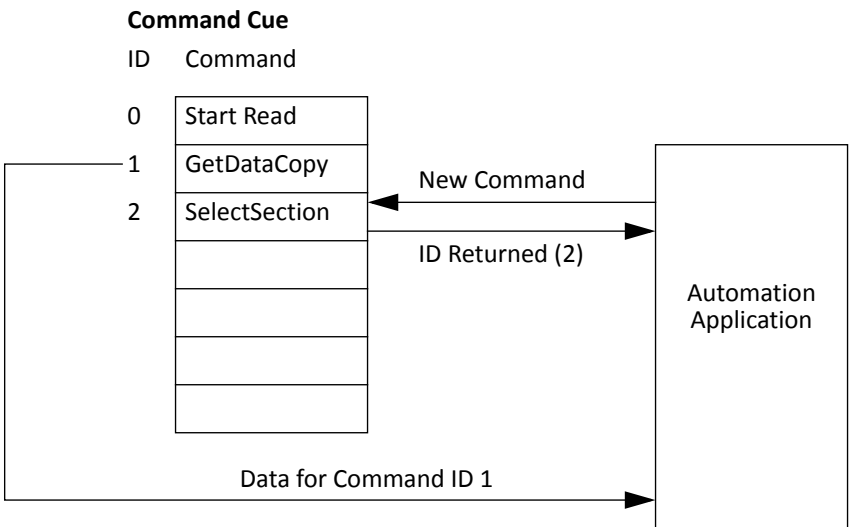 Command Cue
ID Command
0 Start Read
1 GetDataCopy
2 SelectSection
New Command
ID Returned (2)
Automation
Application
Data for Command ID 1